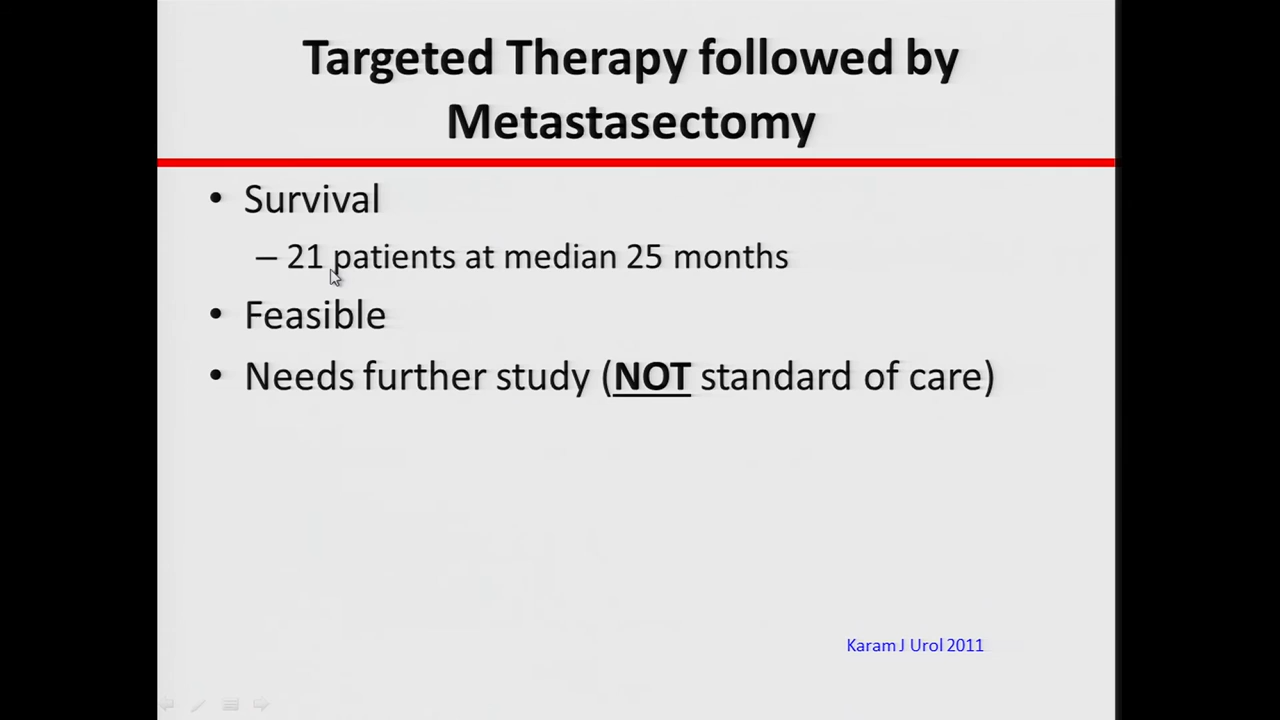 Targeted Therapy followed by
Metastasectomy
• Survival
– 21 patients at median 25 months
• Feasible
• Needs further study (NOT standard of care)
Karam J Urol 2011